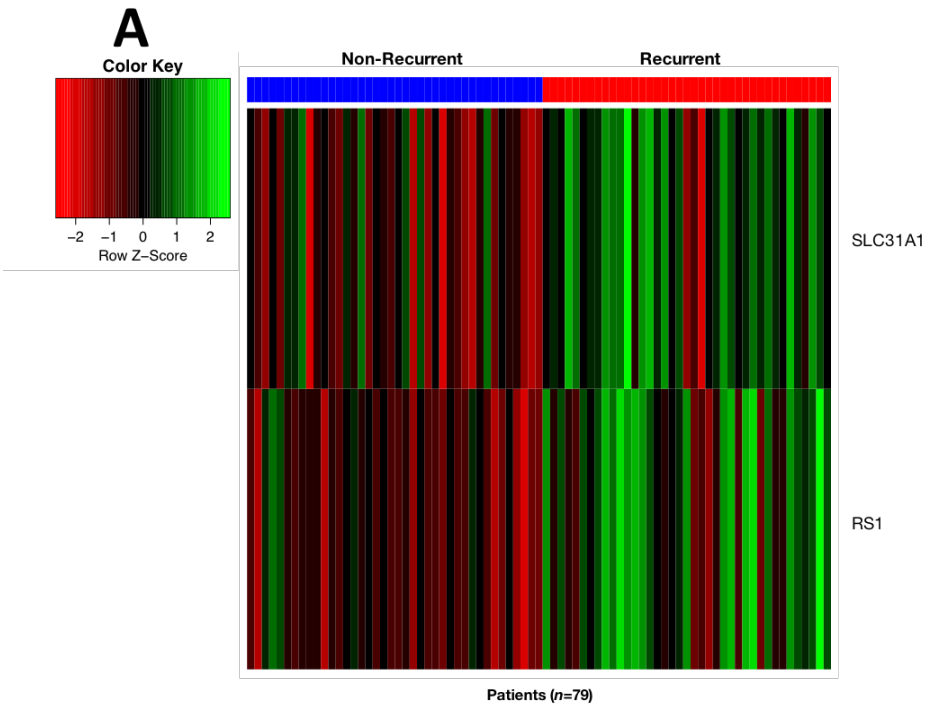 A
Color Key
−2 −1 0 1 2
Row Z−Score
Non-Recurrent Recurrent
SLC31A1
RS1
Patients (n=79)